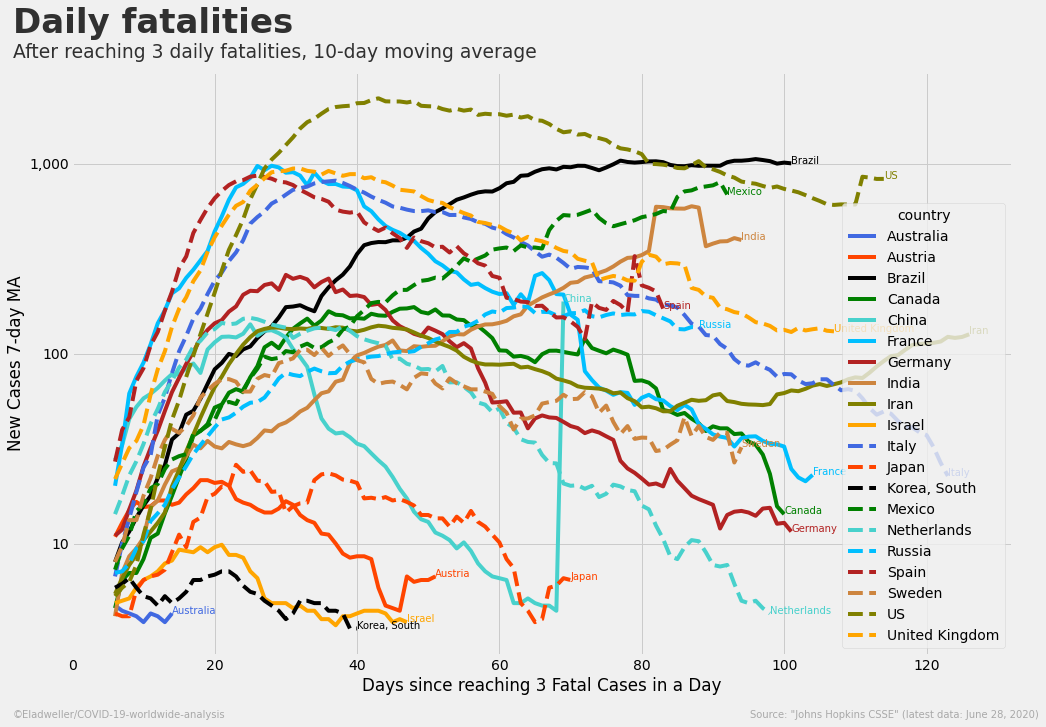 Daily fatalities
After reaching 3 daily fatalities, 10-day moving average
New Cases 7-day MA
1,000
100
10
Brazil
US
Mexico
India
China
Spain
Russia
United Kingdom
Iran
Sweden
France
Italy
Canada
Germany
Austria
Japan
Australia
Israel
Korea, South
Netherlands
country
Australia
Austria
Brazil
Canada
China
France
Germany
India
Iran
Israel
Italy
Japan
Korea, South
Mexico
Netherlands
Russia
Spain
Sweden
US
United Kingdom
0 20 40 60 80 100 120
Days since reaching 3 Fatal Cases in a Day
©Eladweller/COVID-19-worldwide-analysis
Source: "Johns Hopkins CSSE" (latest data: June 28, 2020)